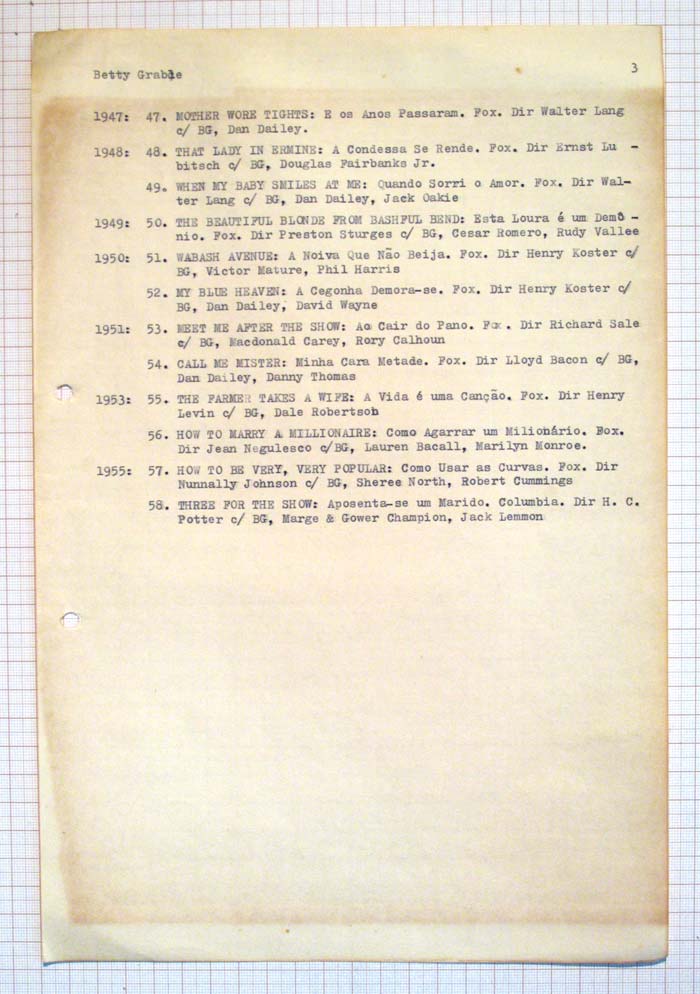 Betty Grable
3
1947: 47. MOTHER WORE TIGHTS: E os Anos Passaram. Fox. Dir Walter Lang
c/ BG, Dan Dailey.
1948: 48. THAT LADY IN ERMINE: A Condessa Se Rende. Fox. Dir Ernst Lu -
bitsch c/ BG, Douglas Fairbanks Jr.
49. WHEN MY BABY SMILES AT ME: Quando Sorri o Amor. Fox. Dir Wal-
ter Lang c/ BG, Dan Dailey, Jack Oakie
1949: 50. THE BEAUTIFUL BLONDE FROM BASHFUL BEND: Esta Loura é um Demô -
nio. Fox. Dir Preston Sturges c/ BG, Cesar Romero, Rudy Vallee
1950: 51. WABASH AVENUE: A Noiva Que Não Beija. Fox. Dir Henry Koster c/
BG, Victor Mature, Phil Harris
52. MY BLUE HEAVEN: A Cegonha Demora-se. Fox. Dir Henry Koster c/
BG, Dan Dailey, David Wayne
1951: 53. MEET ME AFTER THE SHOW: Ao Cair do Pano. Fox. Dir Richard Sale
c/ BG, Macdonald Carey, Rory Calhoun
54. CALL ME MISTER: Minha Cara Metade. Fox. Dir Lloyd Bacon c/ BG,
Dan Dailey, Danny Thomas
1953: 55. THE FARMER TAKES A WIFE: A Vida é uma Canção. Fox. Dir Henry
Levin c/ BG, Dale Robertson
56. HOW TO MARRY A MILLIONAIRE: Como Agarrar um Milionário. Fox.
Dir Jean Negulesco c/BG, Lauren Bacall, Marilyn Monroe.
1955: 57. HOW TO BE VERY, VERY POPULAR: Como Usar as Curvas. Fox. Dir
Nunnally Johnson c/ BG, Sheree North, Robert Cummings
58. THREE FOR THE SHOW: Aposenta-se um Marido. Columbia. Dir H. C.
Potter c/ BG, Marge & Gower Champion, Jack Lemmon